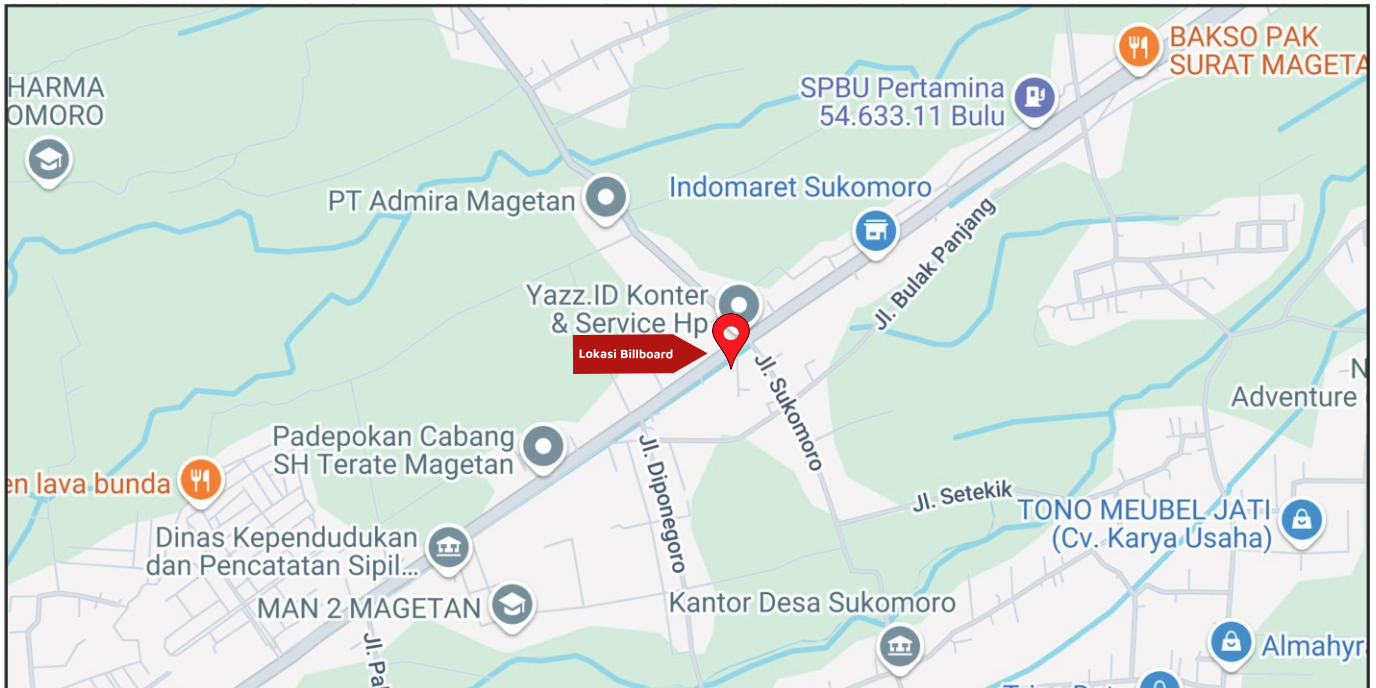 BAKSO PAK
SURAT MAGETA
HARMA
OMORO
SPBU Pertamina
54.633.11 Bulu
PT Admira Magetan
Indomaret Sukomoro
Jl. Bulak Panjang
Yazz.ID Konter
& Service Hp
Lokasi Billboard
Jl. Sukomoro
N
Adventure
Padepokan Cabang
SH Terate Magetan
Jl. Diponegoro
en lava bunda
Jl. Setekik
TONO MEUBEL JATI
(Cv. Karya Usaha)
Dinas Kependudukan
dan Pencatatan Sipil...
MAN 2 MAGETAN
Kantor Desa Sukomoro
Jl. Pa
Almahyr